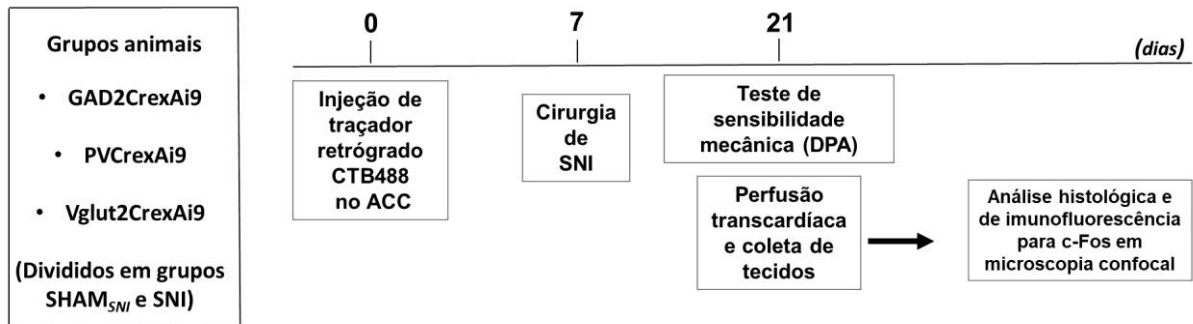 Grupos animais
• GAD2CrexAi9
• PVCrexAi9
• Vglut2CrexAi9
(Divididos em grupos
SHAMSNI e SNI)
0
7
21
(dias)
Injeção de
traçador
retrógrado
CTB488
no ACC
Cirurgia
de
SNI
Teste de
sensibilidade
mecânica (DPA)
Perfusão
transcardíaca
e coleta de
tecidos
Análise histológica e
de imunofluorescência
para c-Fos em
microscopia confocal